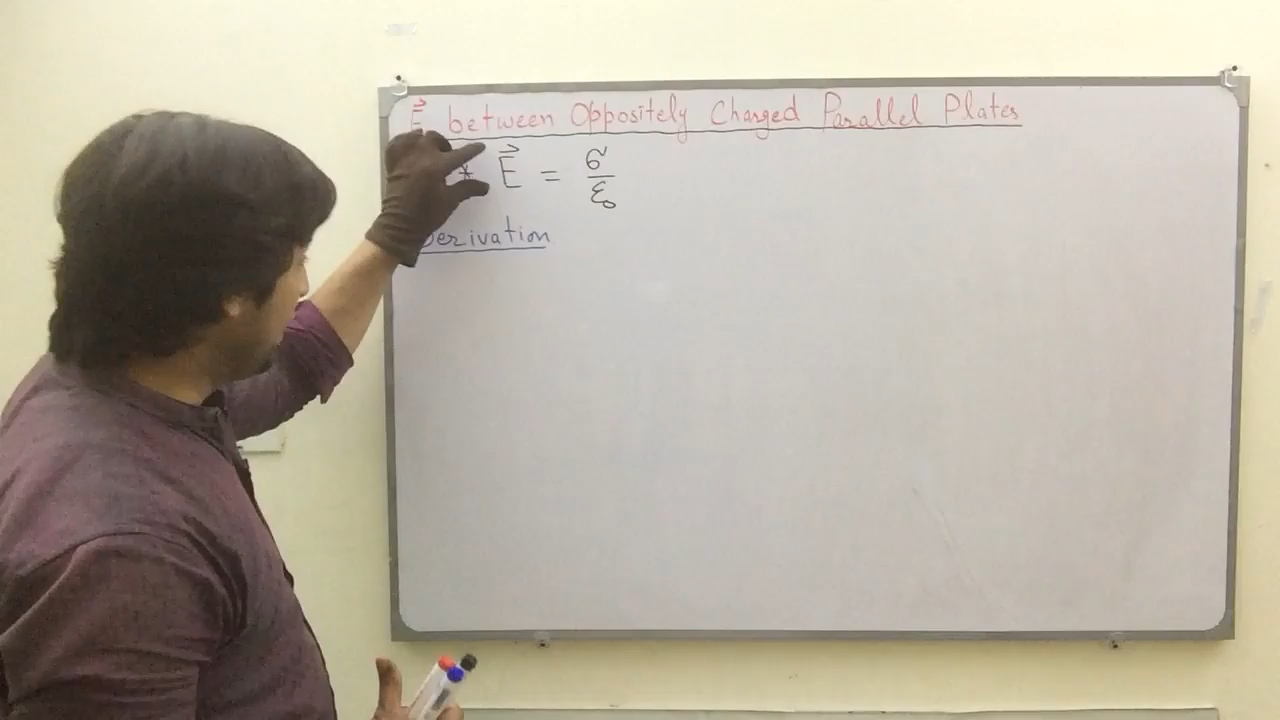 E⃗ between Oppositely Charged Parallel Plates
* E⃗ = σ/ε₀
Derivation